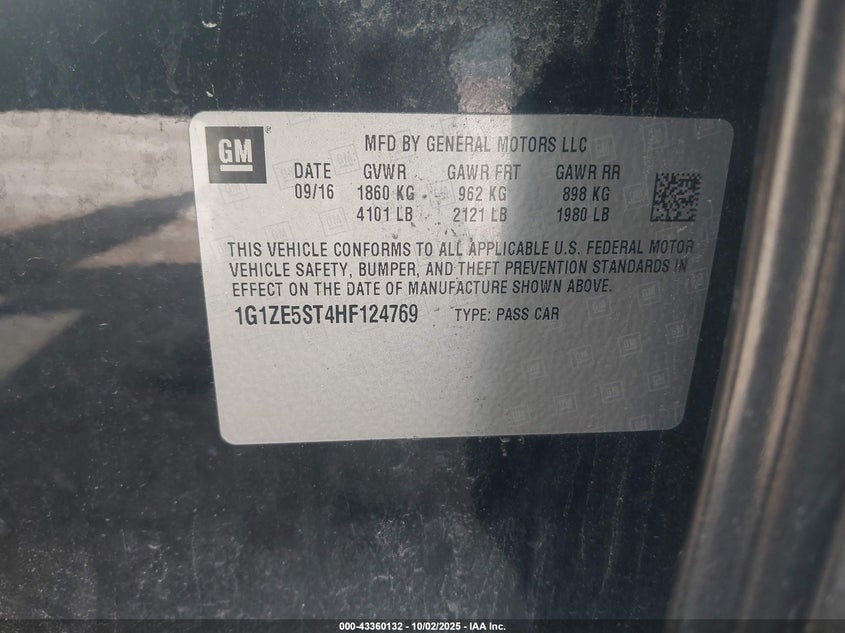 GM
MFD BY GENERAL MOTORS LLC
DATE GVWR GAWR FRT GAWR RR
09/16 1860 KG 962 KG 898 KG
4101 LB 2121 LB 1980 LB
THIS VEHICLE CONFORMS TO ALL APPLICABLE U.S. FEDERAL MOTOR
VEHICLE SAFETY, BUMPER, AND THEFT PREVENTION STANDARDS IN
EFFECT ON THE DATE OF MANUFACTURE SHOWN ABOVE.
1G1ZE5ST4HF124769 TYPE: PASS CAR
000-43360132 - 10/02/2025 - IAA Inc.